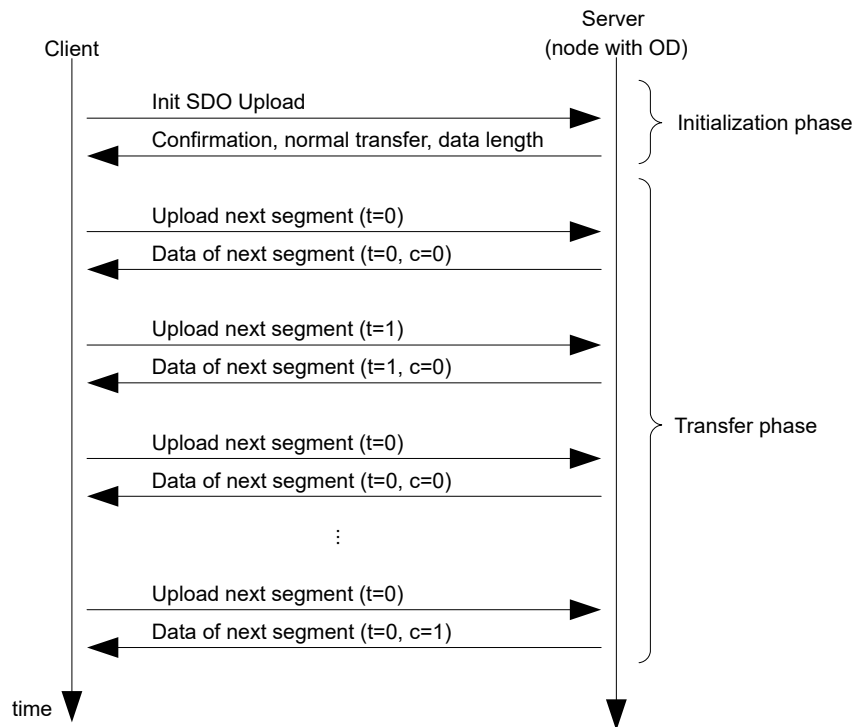 Server
(node with OD)
Client
Init SDO Upload
Confirmation, normal transfer, data length
Initialization phase
Upload next segment (t=0)
Data of next segment (t=0, c=0)
Upload next segment (t=1)
Data of next segment (t=1, c=0)
Transfer phase
Upload next segment (t=0)
Data of next segment (t=0, c=0)
⋮
Upload next segment (t=0)
Data of next segment (t=0, c=1)
time